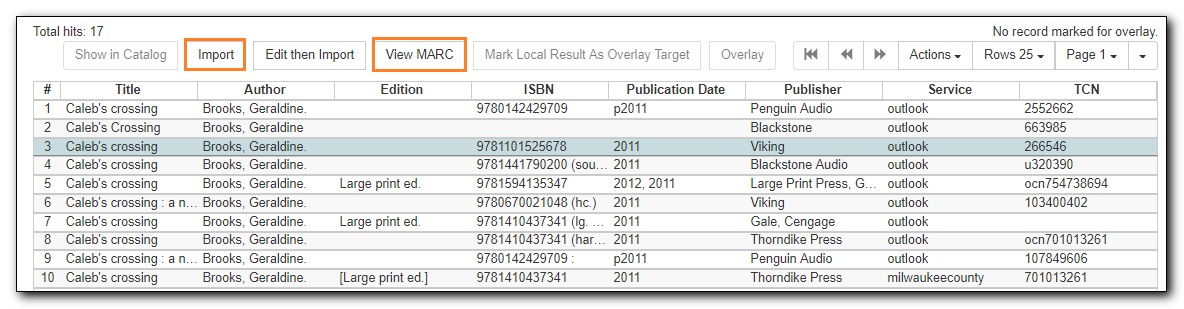 Total hits: 17 No record marked for overlay.
Show in Catalog Import Edit then Import View MARC Mark Local Result As Overlay Target Overlay Actions Rows 25 Page 1
# Title Author Edition ISBN Publication Date Publisher Service TCN
1 Caleb's crossing Brooks, Geraldine. 9780142429709 p2011 Penguin Audio outlook 2552662
2 Caleb's Crossing Brooks, Geraldine Blackstone outlook 663985
3 Caleb's crossing Brooks, Geraldine. 9781101525678 2011 Viking outlook 266546
4 Caleb's crossing Brooks, Geraldine. 9781441790200 (sou… 2011 Blackstone Audio outlook u320390
5 Caleb's crossing Brooks, Geraldine. Large print ed. 9781594135347 2012, 2011 Large Print Press, G… outlook ocn754738694
6 Caleb's crossing : a n… Brooks, Geraldine. 9780670021048 (hc.) 2011 Viking outlook 103400402
7 Caleb's crossing Brooks, Geraldine. Large print ed. 9781410437341 (lg. … 2011 Gale, Cengage outlook
8 Caleb's crossing Brooks, Geraldine. 9781410437341 (har… 2011 Thorndike Press outlook ocn701013261
9 Caleb's crossing : a n… Brooks, Geraldine. 9780142429709 : p2011 Penguin Audio outlook 107849606
10 Caleb's crossing Brooks, Geraldine. [Large print ed.] 9781410437341 2011 Thorndike Press milwaukeecounty 701013261